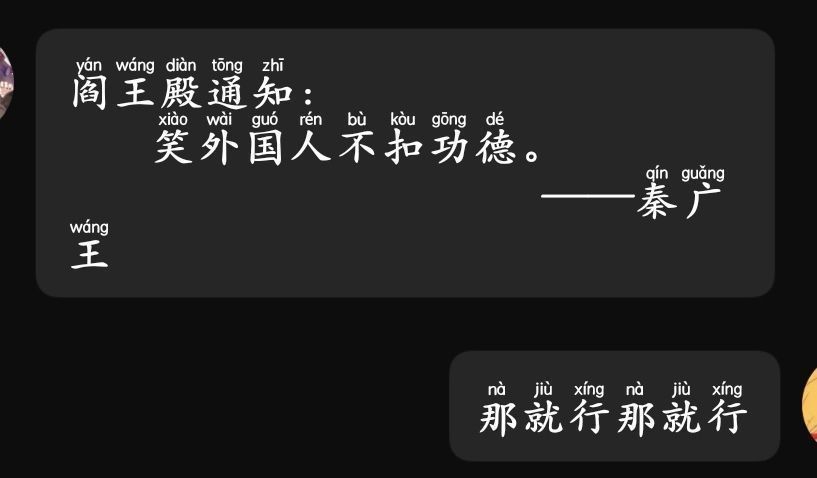 yán wáng diàn tōng zhī
阎王殿通知：
xiào wài guó rén bù kòu gōng dé
笑外国人不扣功德。
qín guǎng
——秦广
wáng
王
nà jiù xíng nà jiù xíng
那就行那就行